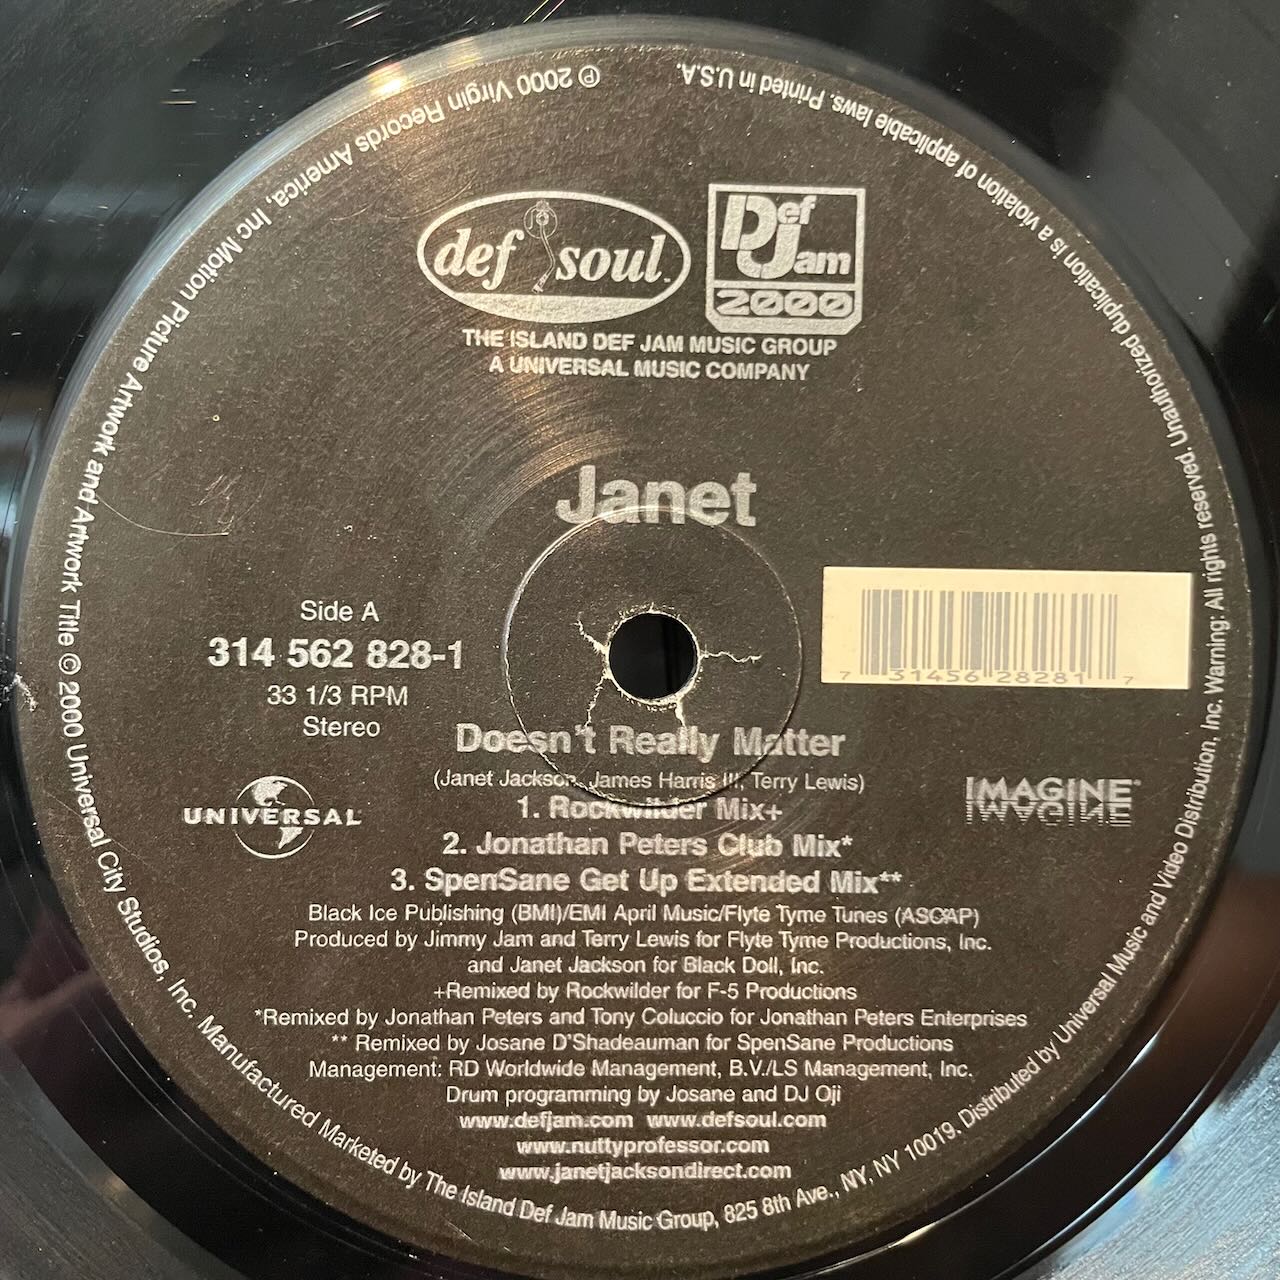 def soul
Def Jam 2000
THE ISLAND DEF JAM MUSIC GROUP
A UNIVERSAL MUSIC COMPANY
Janet
Side A
314 562 828-1
33 1/3 RPM
Stereo
7 31456 28281 7
UNIVERSAL
IMAGINE
Doesn't Really Matter
(Janet Jackson, James Harris III, Terry Lewis)
1. Rockwilder Mix+
2. Jonathan Peters Club Mix*
3. SpenSane Get Up Extended Mix**
Black Ice Publishing (BMI)/EMI April Music/Flyte Tyme Tunes (ASCAP)
Produced by Jimmy Jam and Terry Lewis for Flyte Tyme Productions, Inc.
and Janet Jackson for Black Doll, Inc.
+Remixed by Rockwilder for F-5 Productions
*Remixed by Jonathan Peters and Tony Coluccio for Jonathan Peters Enterprises
** Remixed by Josane D'Shadeauman for SpenSane Productions
Management: RD Worldwide Management, B.V./LS Management, Inc.
Drum programming by Josane and DJ Oji
www.defjam.com www.defsoul.com
www.nuttyprofessor.com
www.janetjacksondirect.com
℗ 2000 Virgin Records America, Inc Motion Picture Artwork and Artwork Title © 2000 Universal City Studios, Inc. Manufactured Marketed by The Island Def Jam Music Group, 825 8th Ave., NY, NY 10019. Distributed by Universal Music and Video Distribution, Inc. Warning: All rights reserved. Unauthorized duplication is a violation of applicable laws. Printed in U.S.A.